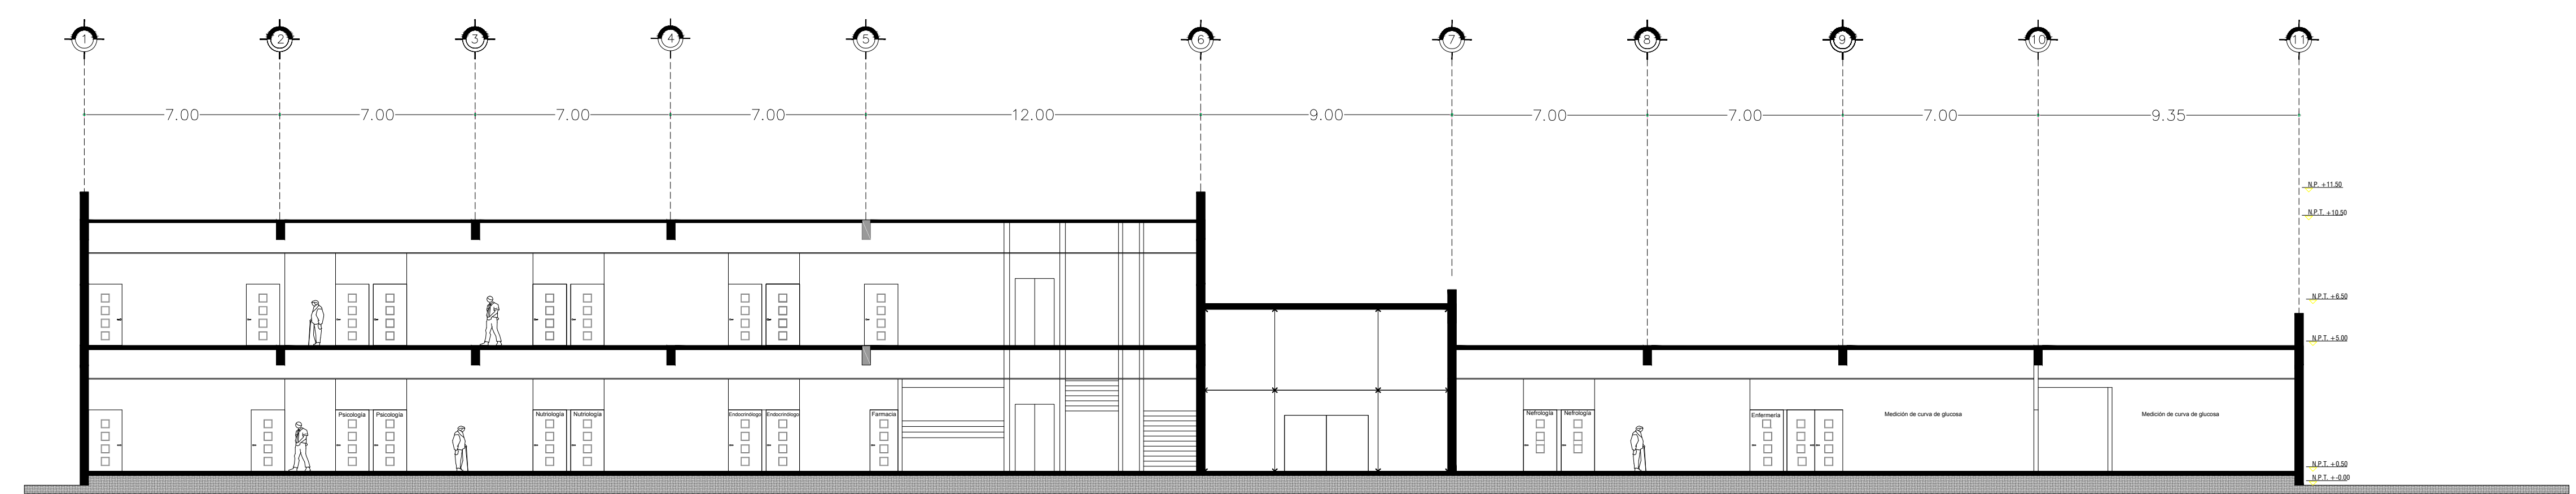 1 2 3 4 5 6 7 8 9 10 11
7.00 7.00 7.00 7.00 12.00 9.00 7.00 7.00 7.00 9.35
N.P. +11.50
N.P.T. +10.50
N.P.T. +6.50
N.P.T. +5.00
Psicología Psicología Nutriología Nutriología Endocrinólogo Endocrinólogo Farmacia Nefrología Nefrología Enfermería Medición de curva de glucosa Medición de curva de glucosa
N.P.T. +0.50
N.P.T. +-0.00